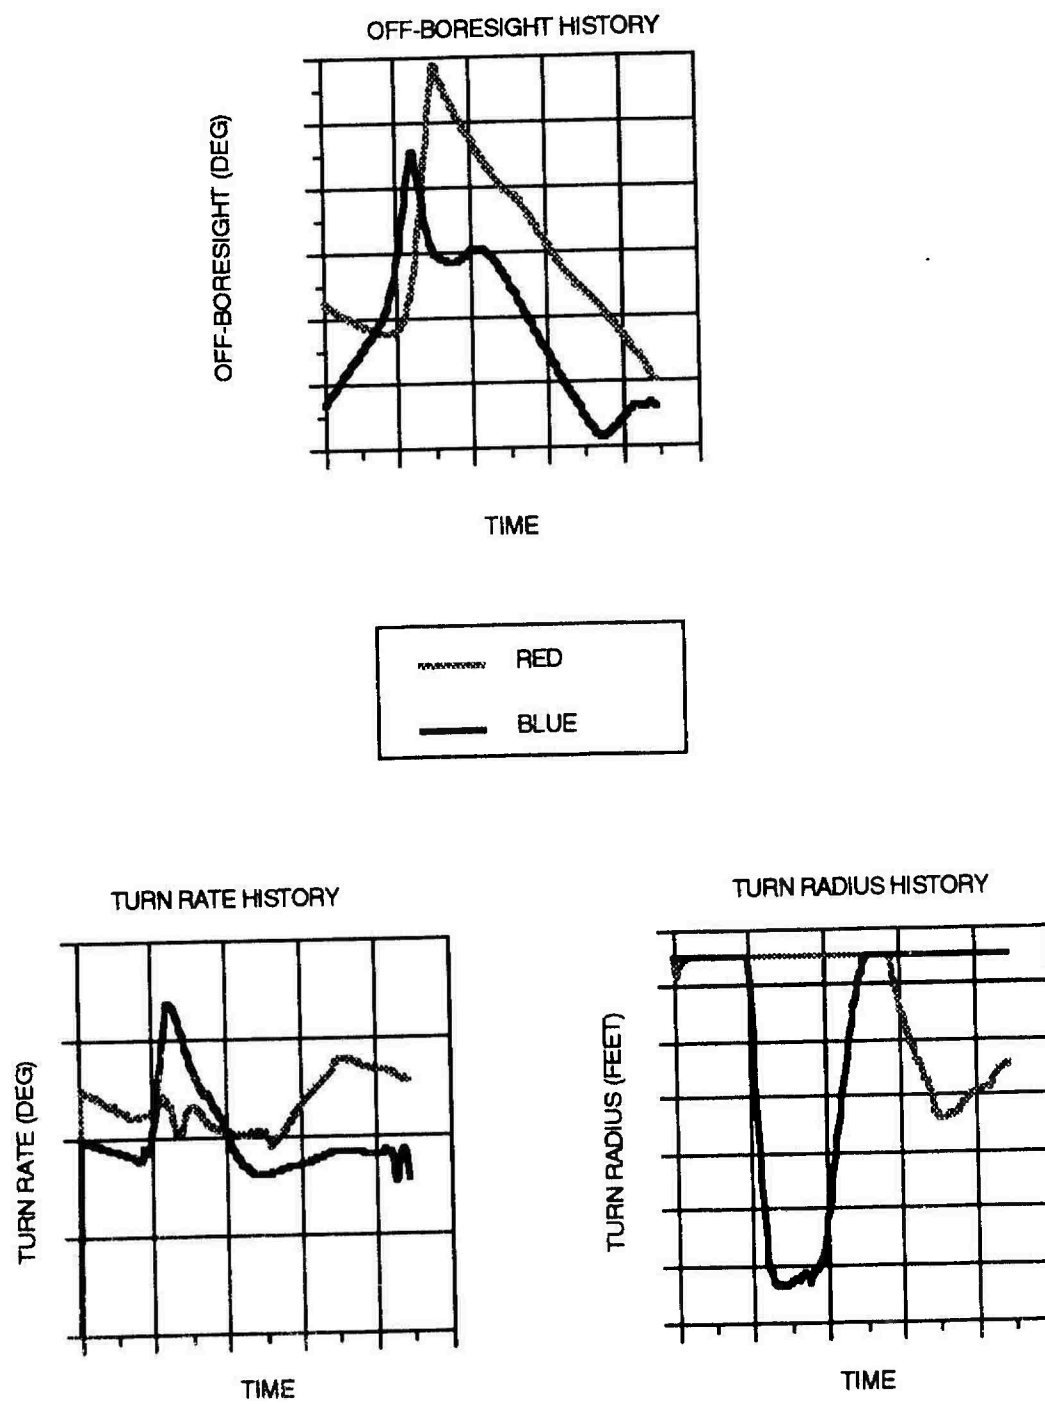 OFF-BORESIGHT HISTORY
OFF-BORESIGHT (DEG)
TIME
RED
BLUE
TURN RATE HISTORY
TURN RATE (DEG)
TIME
TURN RADIUS HISTORY
TURN RADIUS (FEET)
TIME